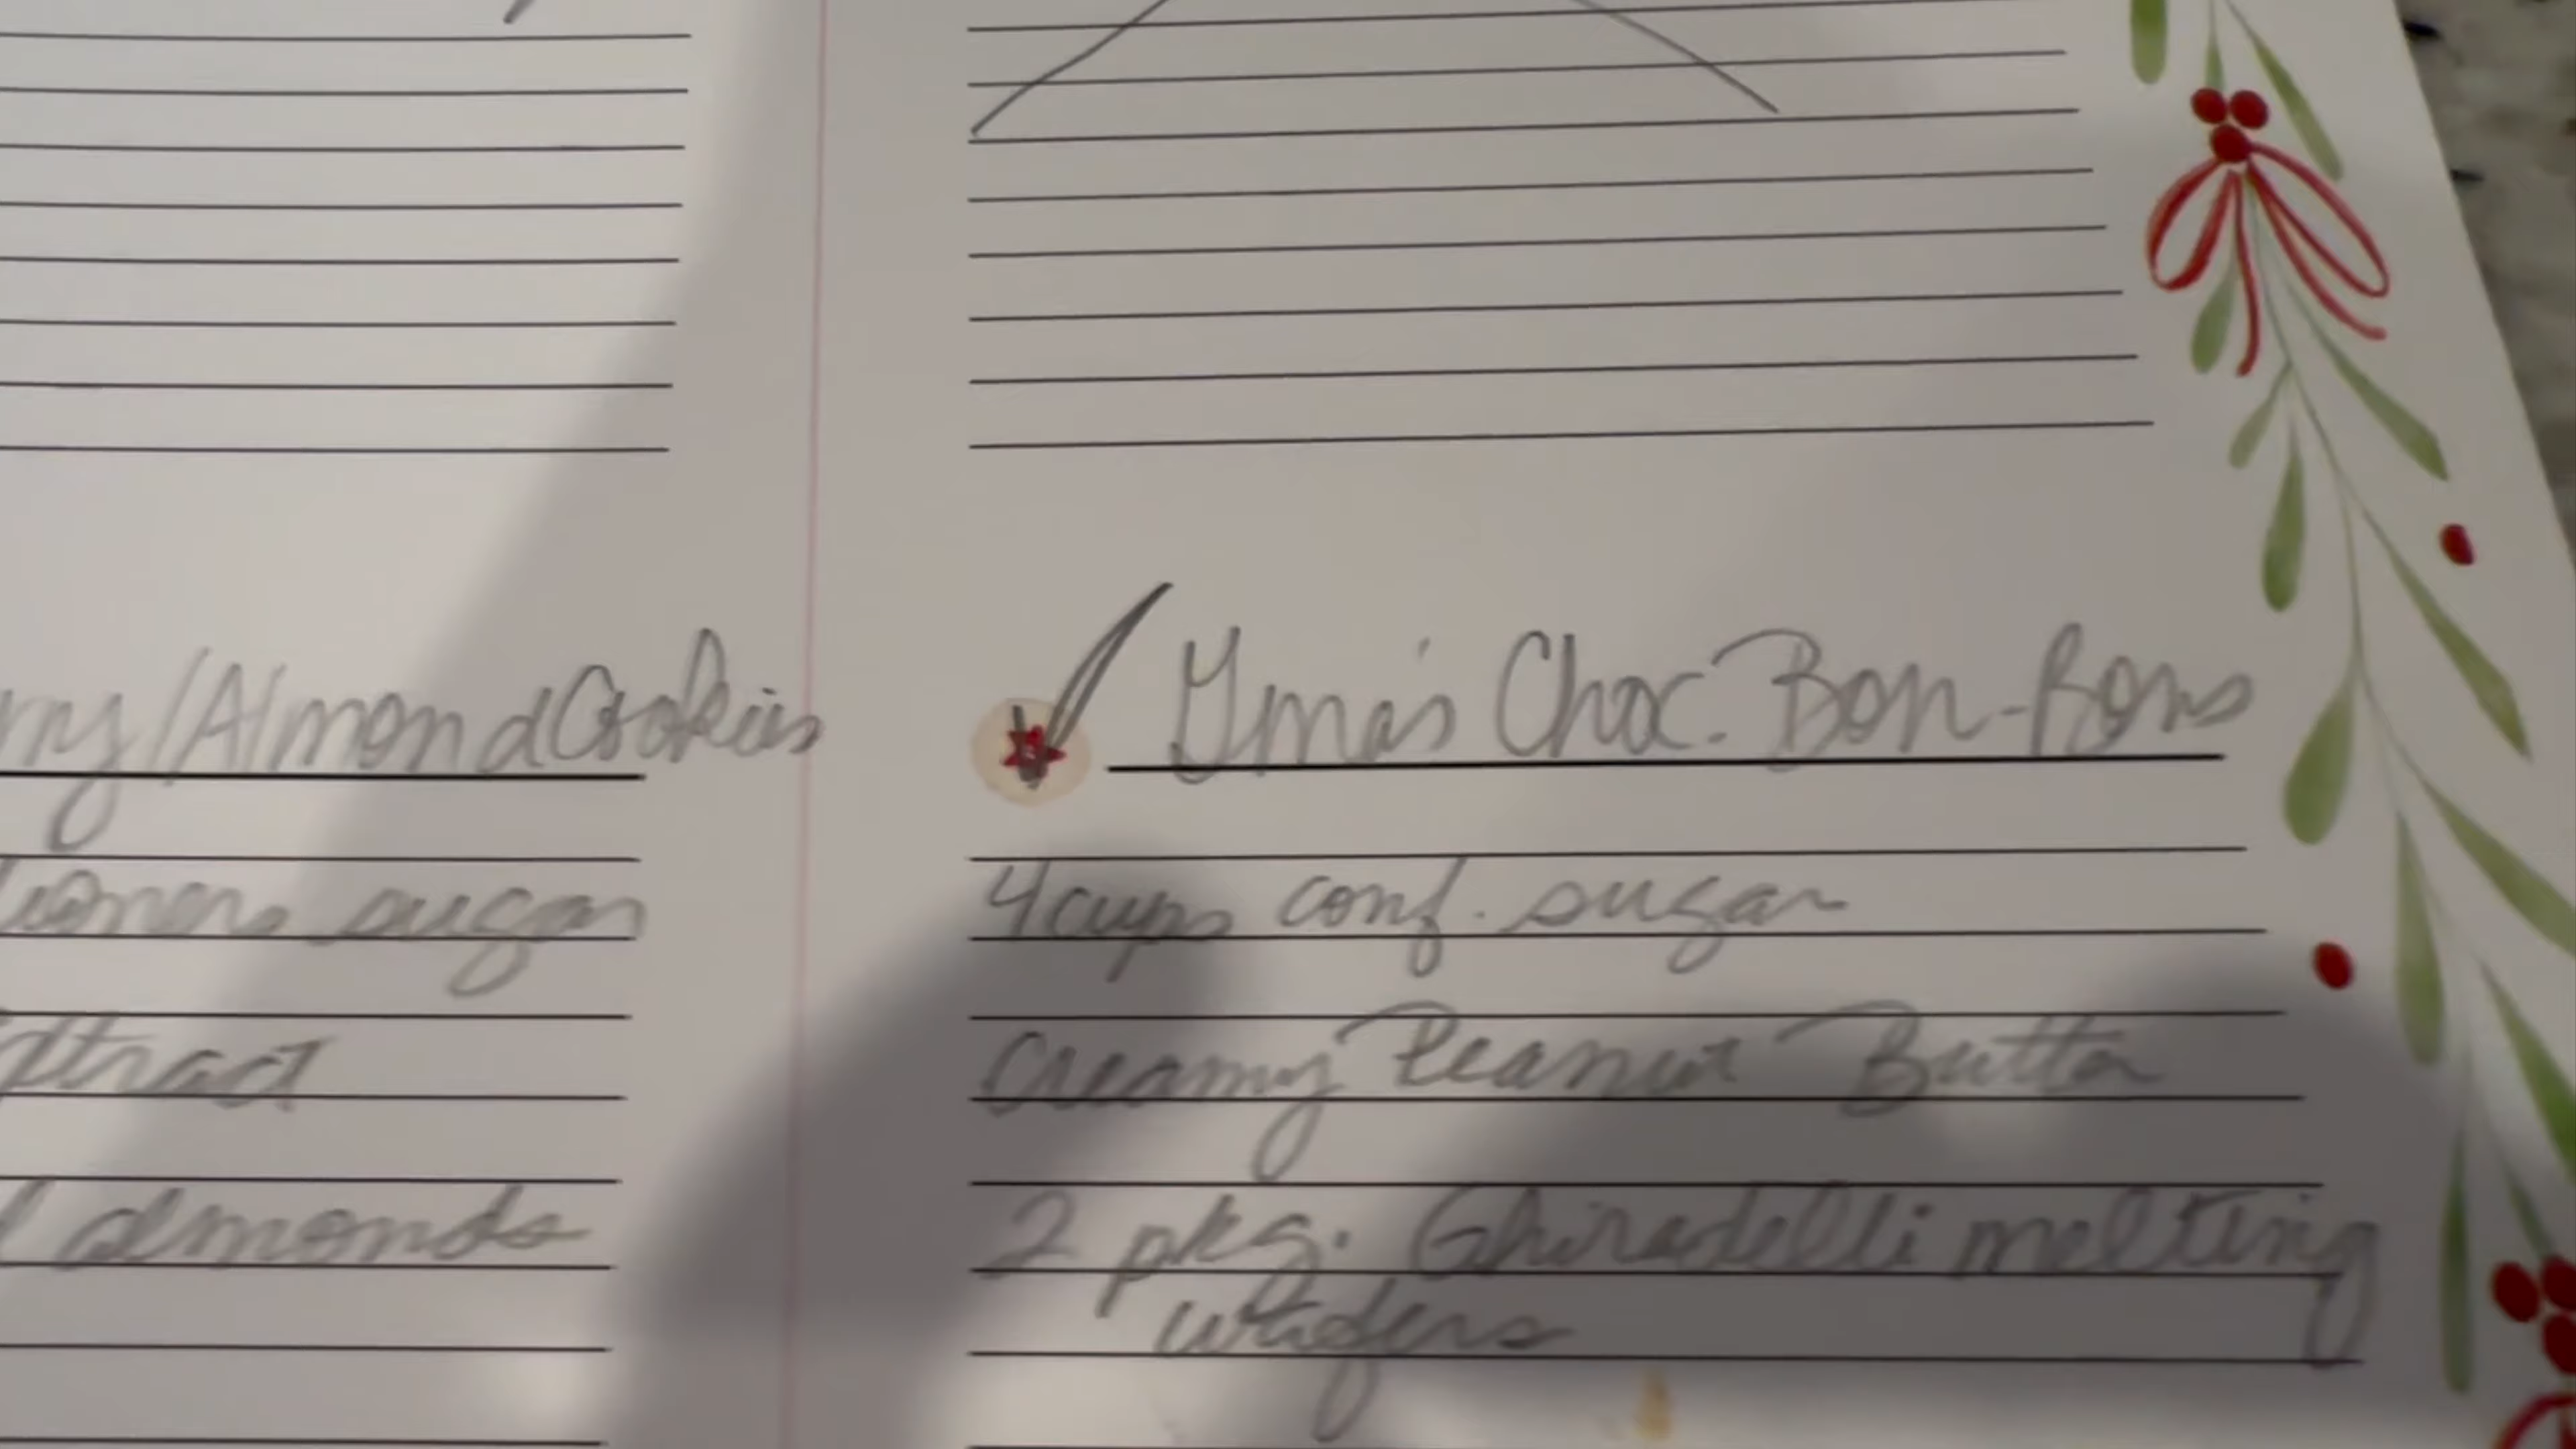 /Almond Cookies
sugar
almonds
Gma's Choc. Bon-Bons
4 cups conf. sugar
Creamy Peanut Butter
2 pkg. Ghiradelli melting
wafers